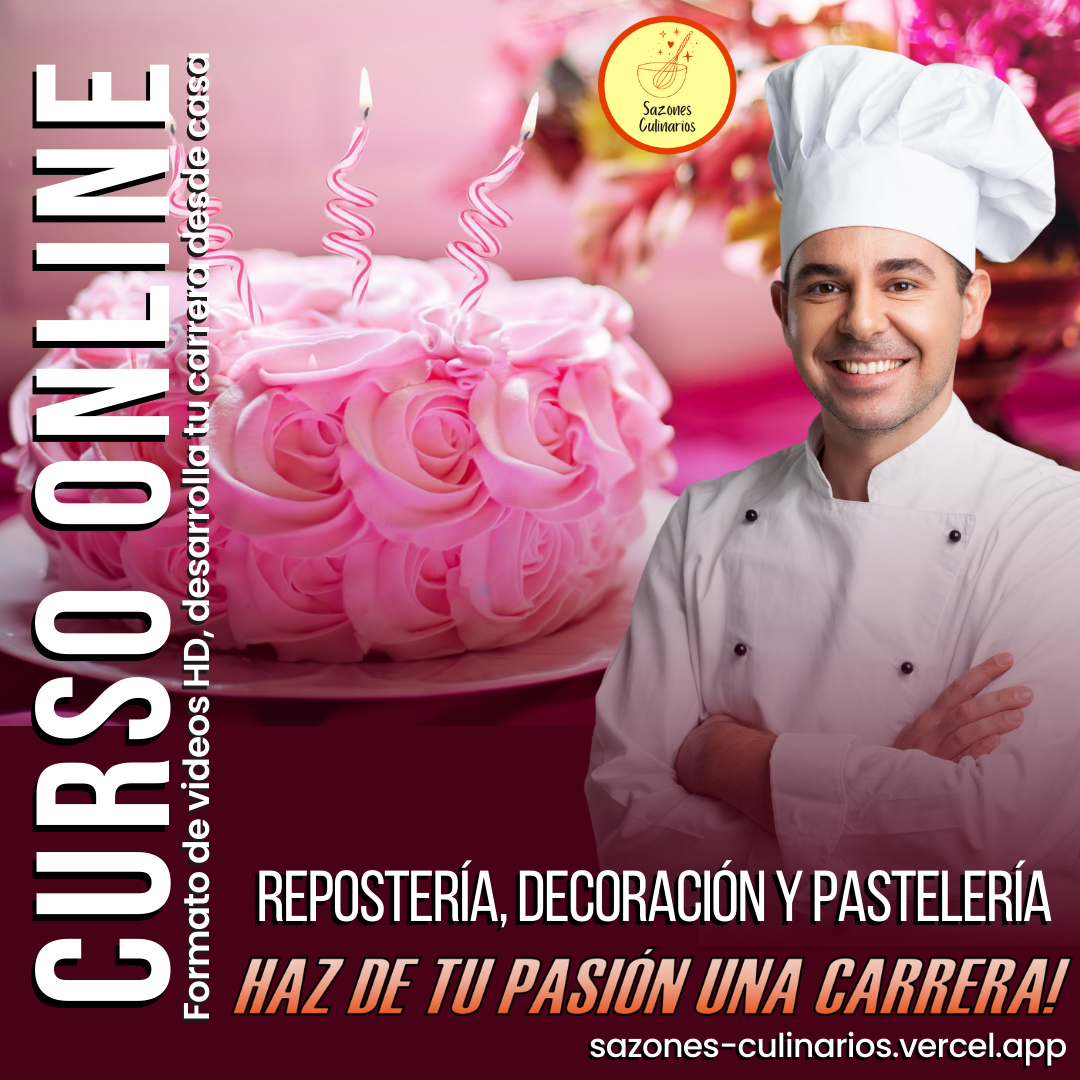 CURSO ONLINE
Formato de videos HD, desarrolla tu carrera desde casa
Sazones
Culinarios
REPOSTERÍA, DECORACIÓN Y PASTELERÍA
HAZ DE TU PASIÓN UNA CARRERA!
sazones-culinarios.vercel.app